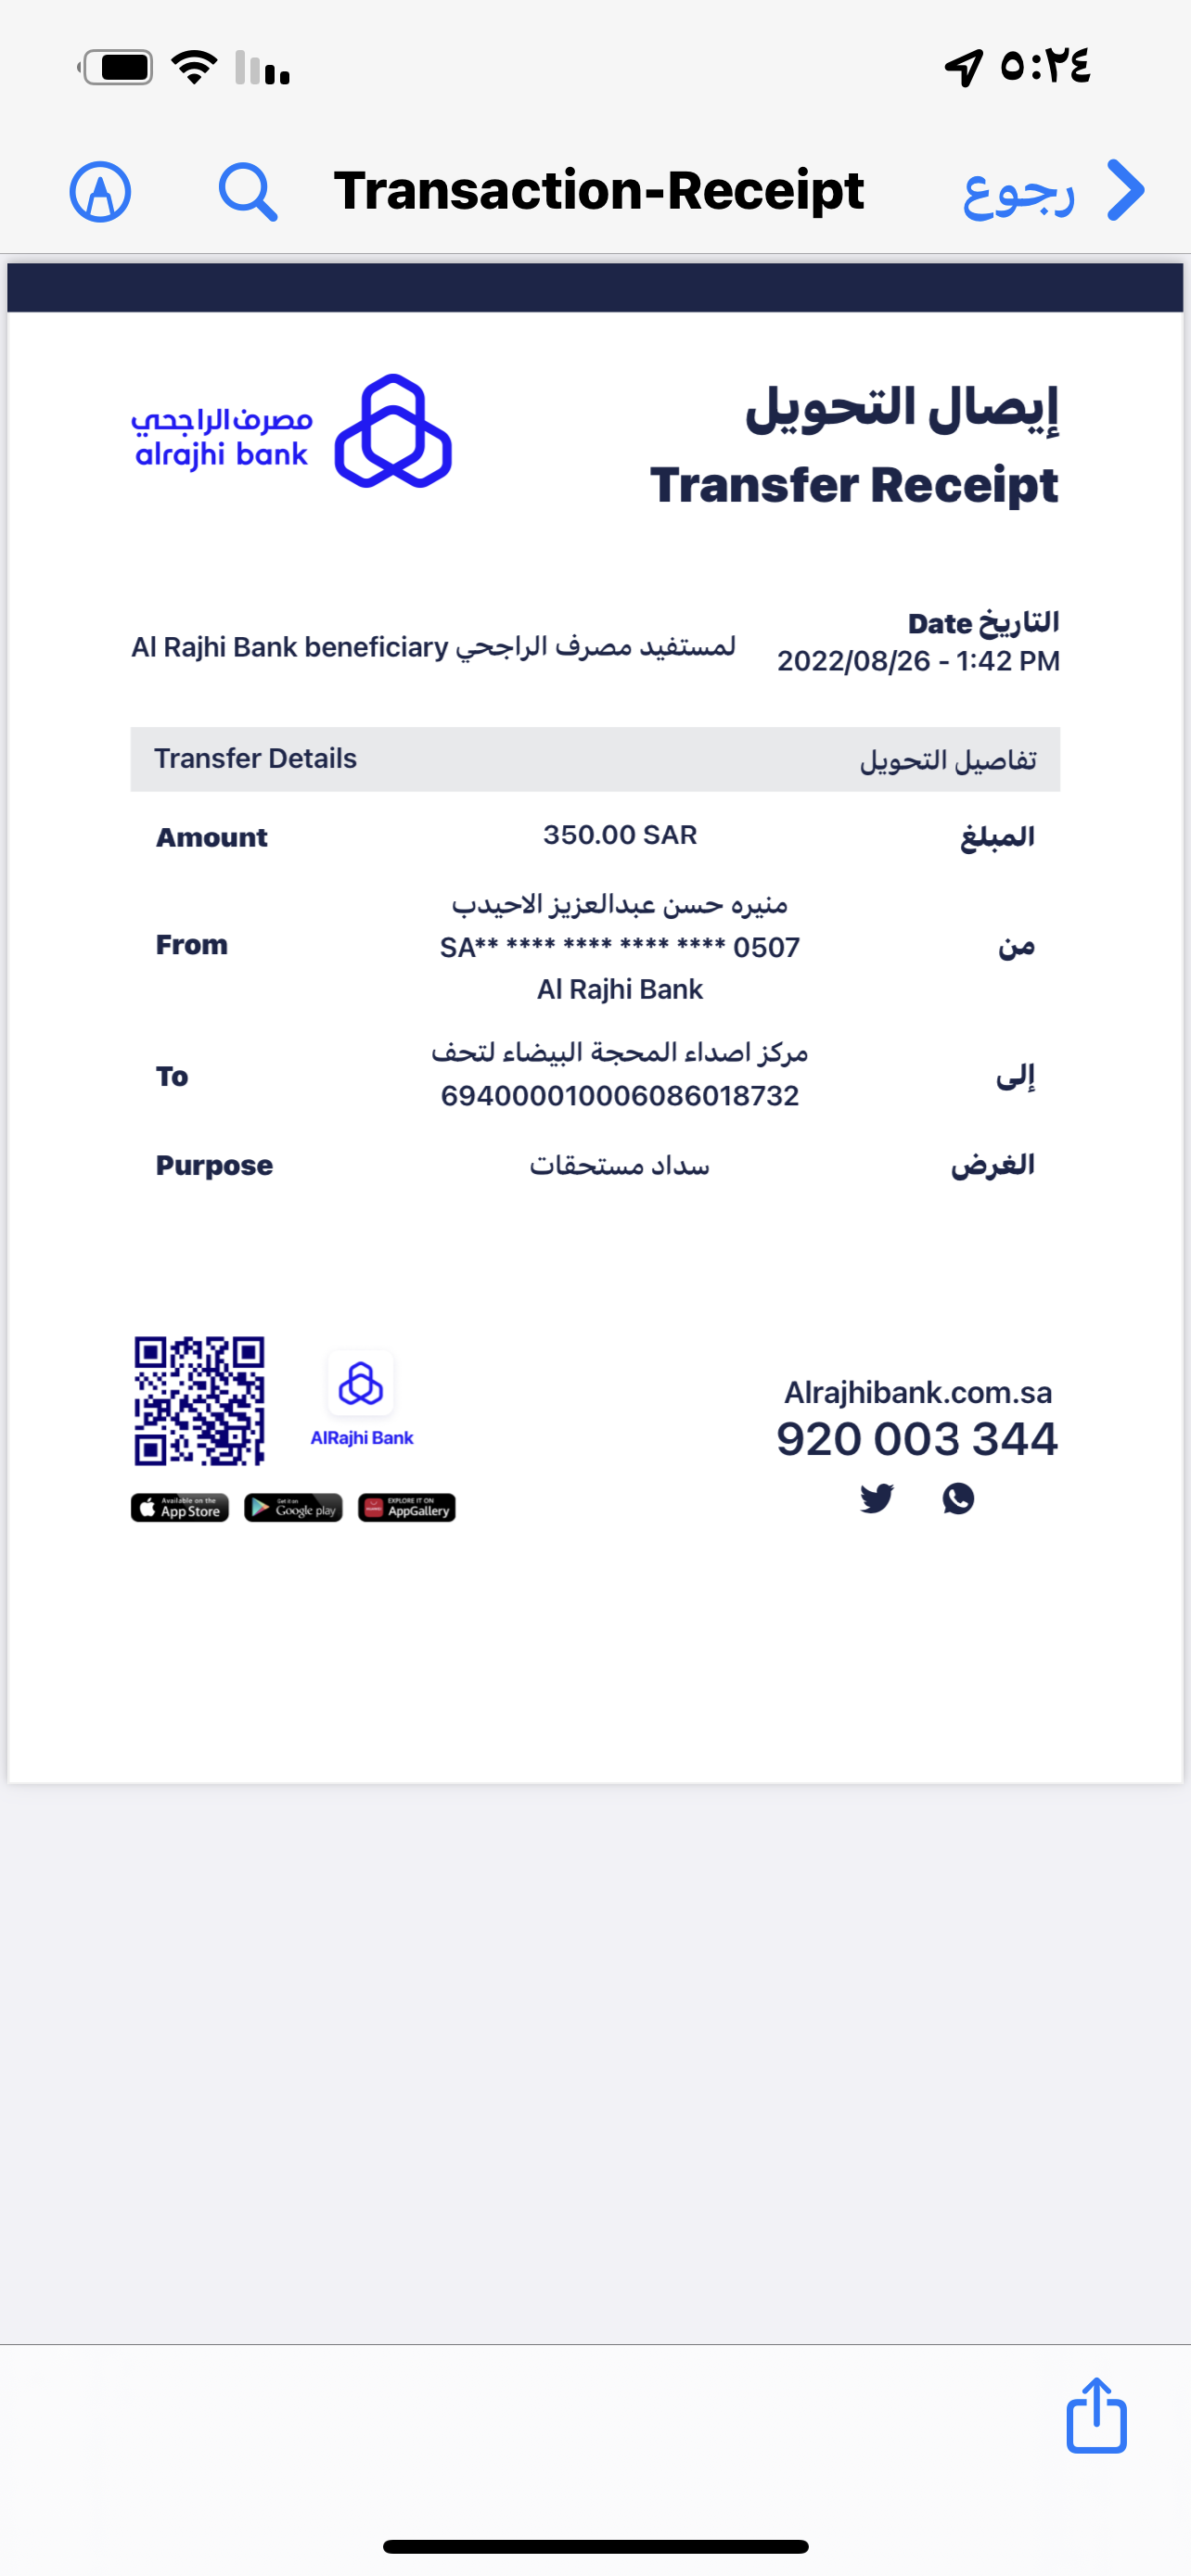 ٥:٢٤
رجوع
Transaction-Receipt
إيصال التحويل
Transfer Receipt
مصرف الراجحي
alrajhi bank
التاريخ Date
2022/08/26 - 1:42 PM
لمستفيد مصرف الراجحي Al Rajhi Bank beneficiary
Transfer Details تفاصيل التحويل
Amount 350.00 SAR المبلغ
منيره حسن عبدالعزيز الاحيدب
From SA** **** **** **** **** 0507 من
Al Rajhi Bank
مركز اصداء المحجة البيضاء لتحف
To إلى
694000010006086018732
Purpose سداد مستحقات الغرض
Alrajhibank.com.sa
920 003 344
AlRajhi Bank
Available on the App Store
Get it on Google play
EXPLORE IT ON AppGallery